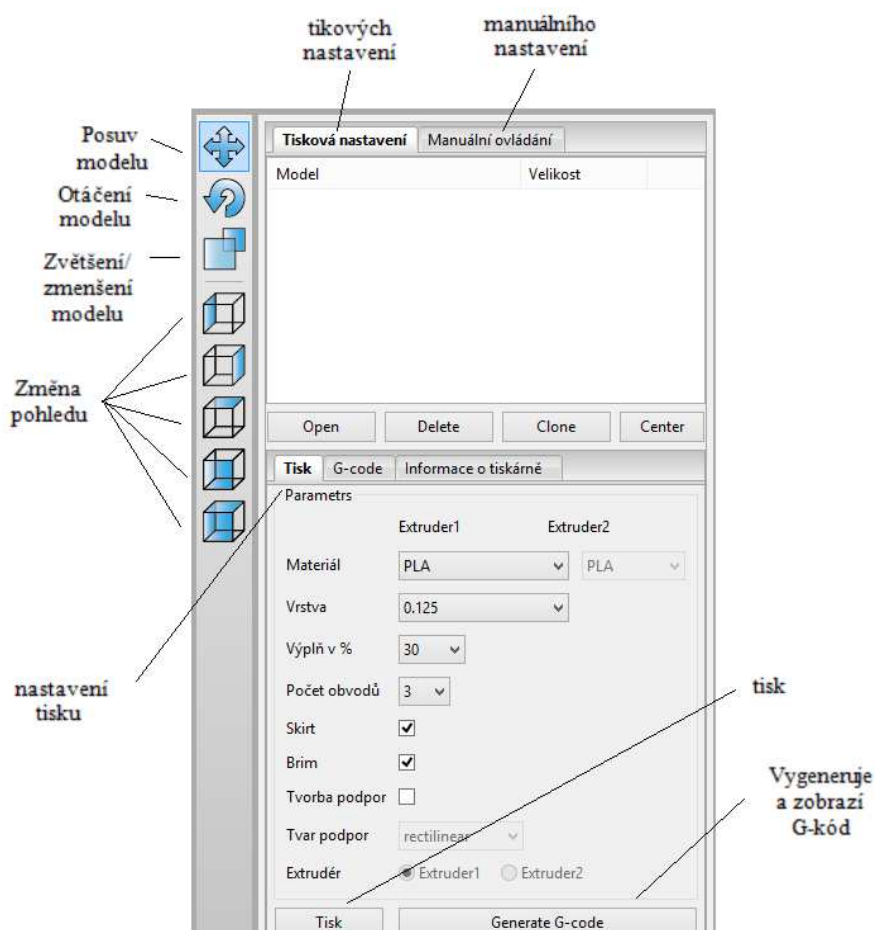 tikových
nastavení
manuálního
nastavení
Posuv
modelu
Otáčení
modelu
Zvětšení/
zmenšení
modelu
Změna
pohledu
Tisková nastavení Manuální ovládání
Model Velikost
Open Delete Clone Center
Tisk G-code Informace o tiskárně
Parametrs
Extruder1 Extruder2
Materiál PLA PLA
Vrstva 0.125
Výplň v % 30
Počet obvodů 3
Skirt
Brim
Tvorba podpor
Tvar podpor rectilinear
Extrudér Extruder1 Extruder2
Tisk Generate G-code
nastavení
tisku
tisk
Vygeneruje
a zobrazí
G-kód